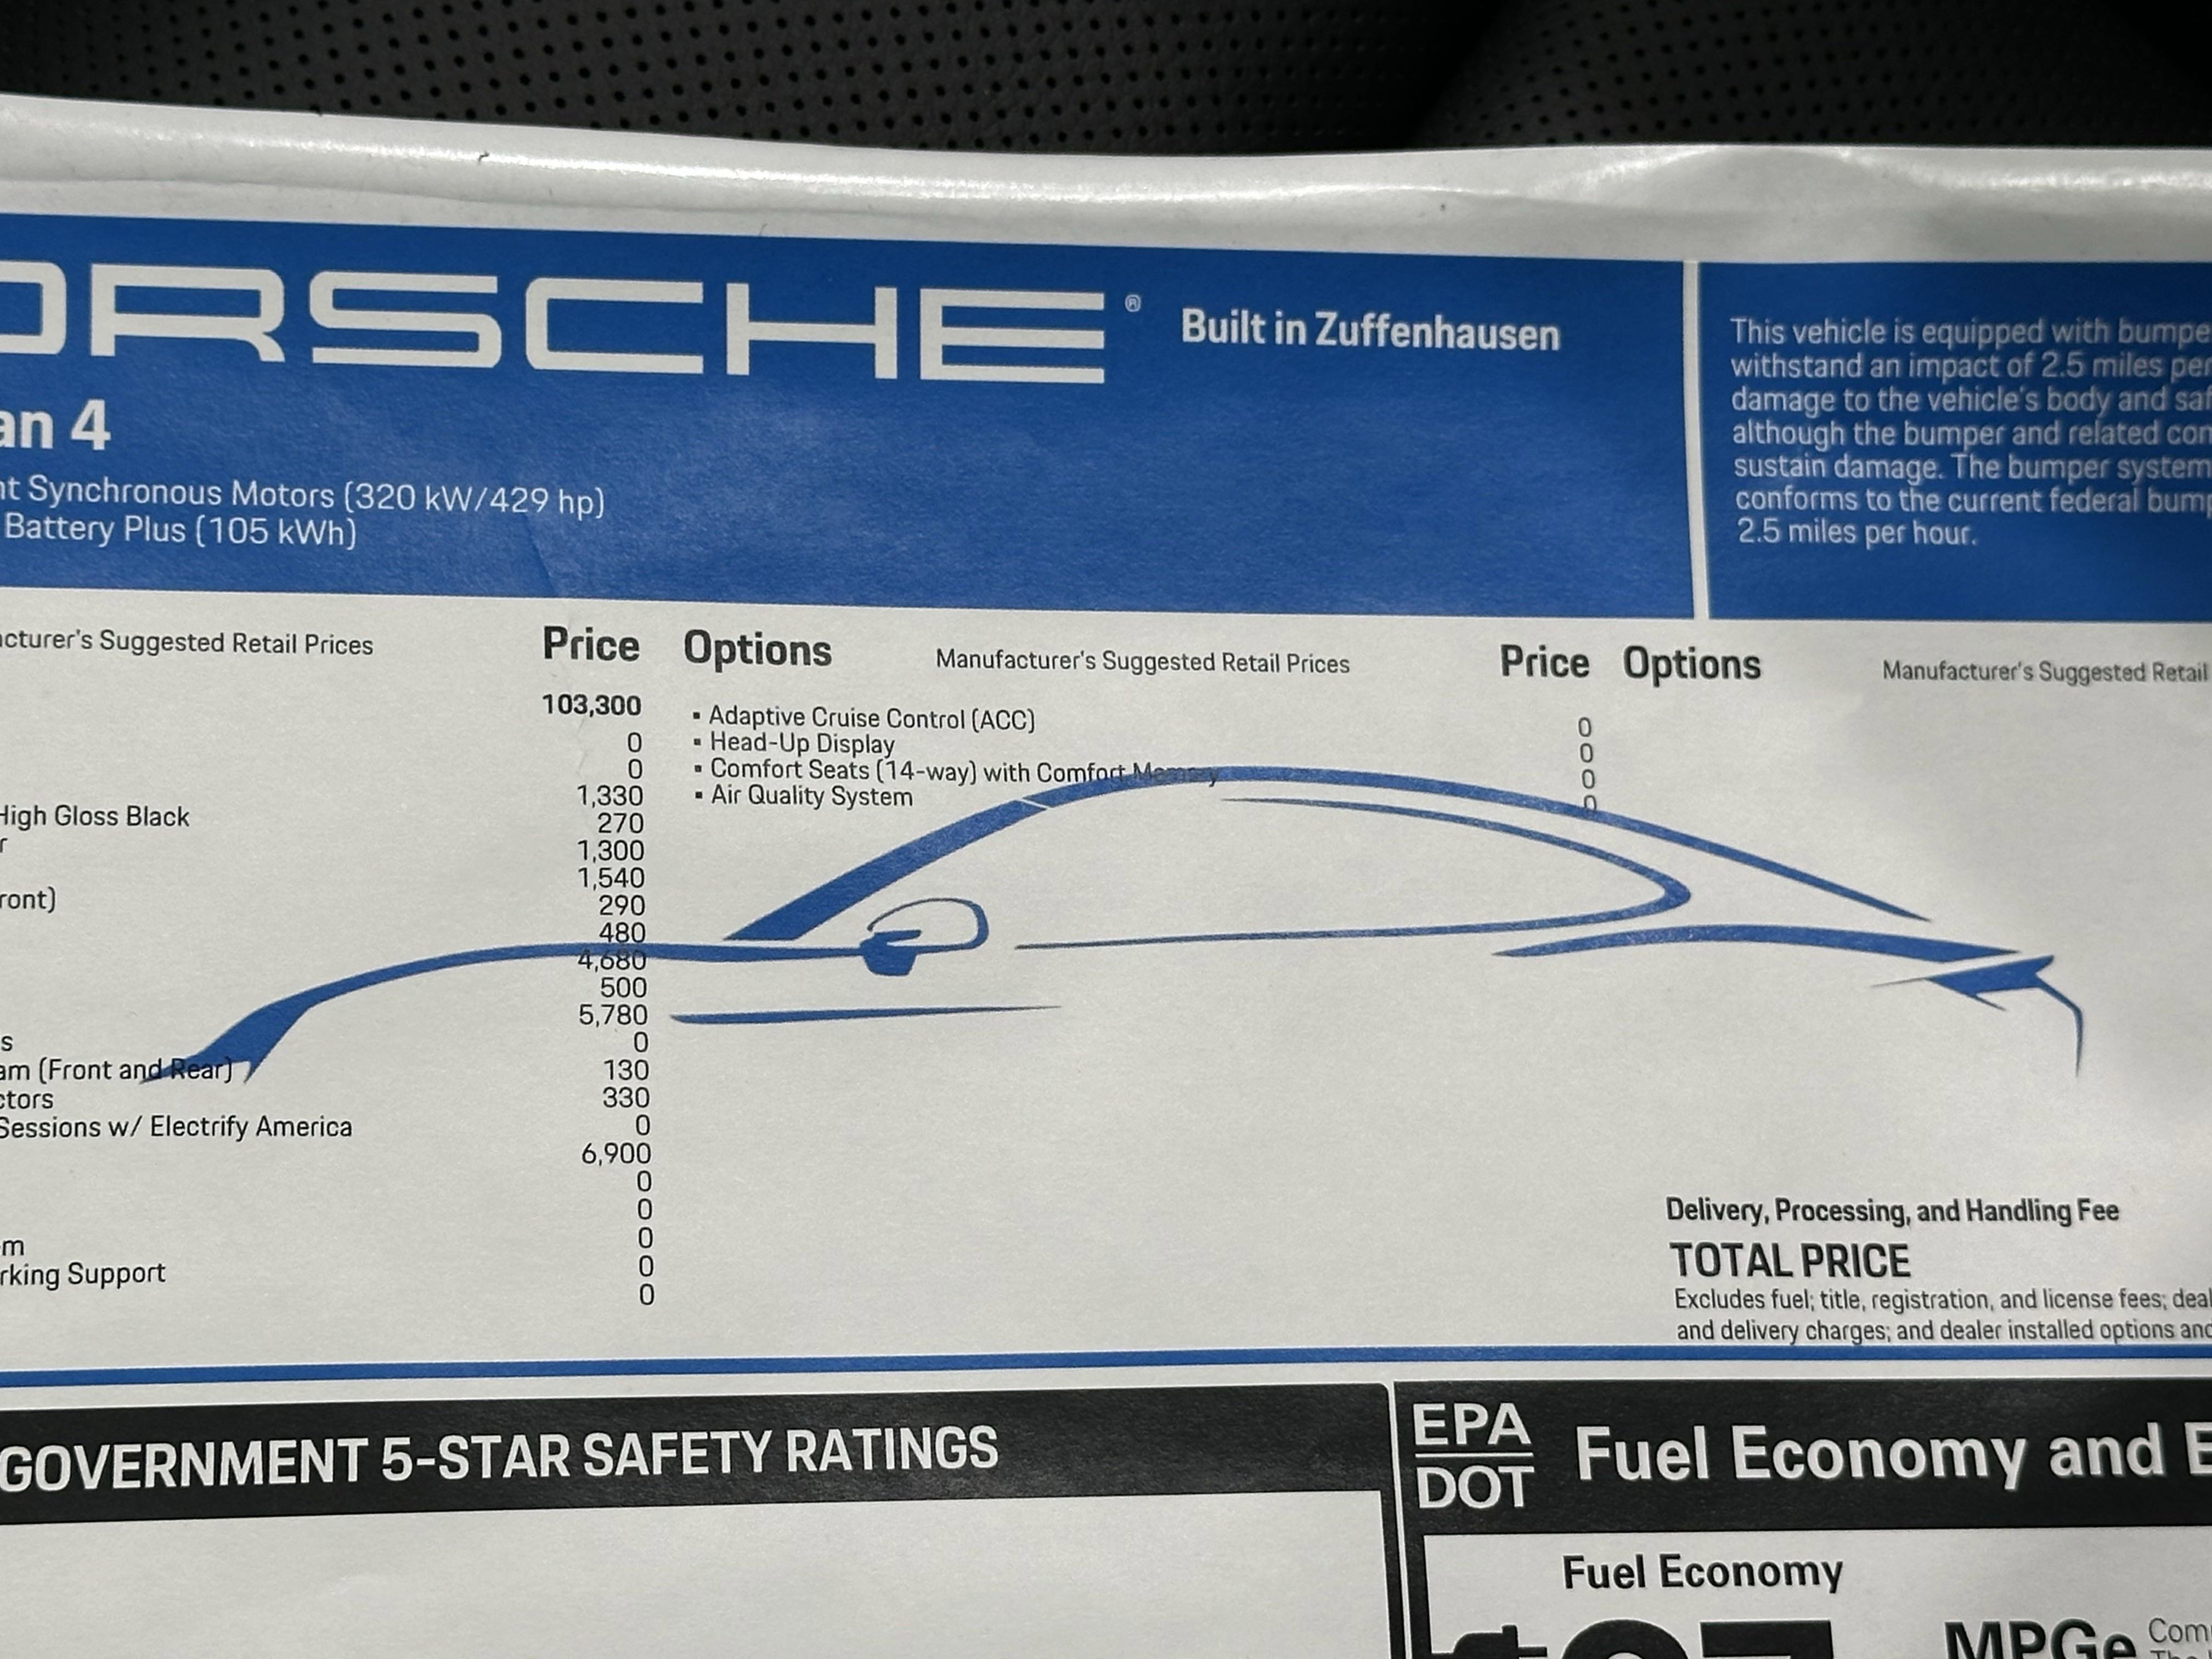 ORSCHE® Built in Zuffenhausen
an 4
nt Synchronous Motors (320 kW/429 hp)
Battery Plus (105 kWh)
This vehicle is equipped with bumpe
withstand an impact of 2.5 miles per
damage to the vehicle's body and saf
although the bumper and related com
sustain damage. The bumper system
conforms to the current federal bump
2.5 miles per hour.
acturer's Suggested Retail Prices Price
103,300
0
0
1,330
High Gloss Black 270
r 1,300
1,540
ront) 290
480
4,680
500
5,780
s 0
am (Front and Rear) 130
ctors 330
Sessions w/ Electrify America 0
6,900
0
0
m 0
rking Support 0
0
Options Manufacturer's Suggested Retail Prices Price
▪ Adaptive Cruise Control (ACC) 0
▪ Head-Up Display 0
▪ Comfort Seats (14-way) with Comfort Memory 0
▪ Air Quality System 0
Options Manufacturer's Suggested Retail
Delivery, Processing, and Handling Fee
TOTAL PRICE
Excludes fuel; title, registration, and license fees; deal
and delivery charges; and dealer installed options and
GOVERNMENT 5-STAR SAFETY RATINGS
EPA
DOT
Fuel Economy and E
Fuel Economy
MPGe
Com